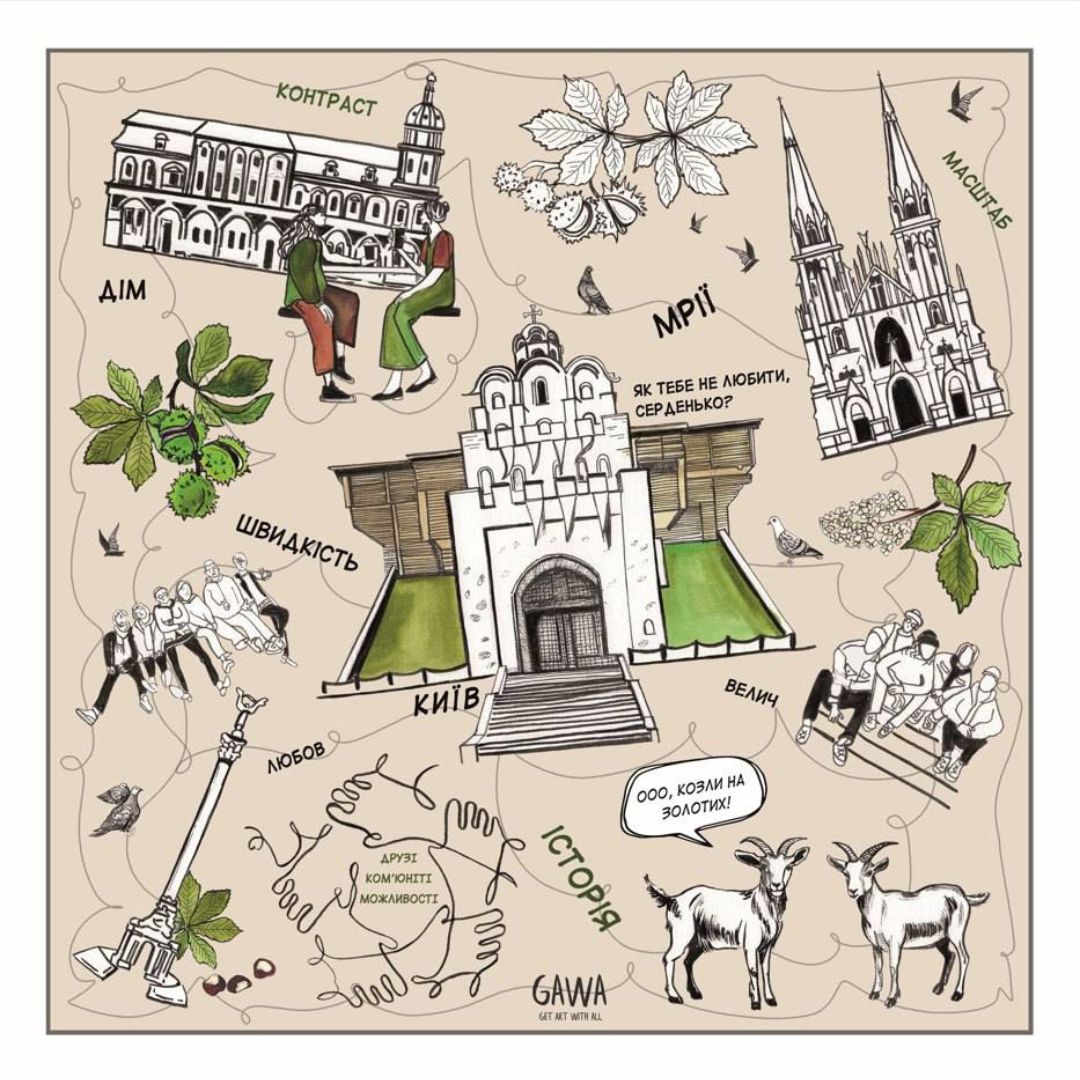 КОНТРАСТ
МАСШТАБ
ДІМ
МРІЇ
ЯК ТЕБЕ НЕ ЛЮБИТИ,
СЕРДЕНЬКО?
ШВИДКІСТЬ
КИЇВ
ВЕЛИЧ
ЛЮБОВ
ООО, КОЗЛИ НА
ЗОЛОТИХ!
ІСТОРІЯ
ДРУЗІ
КОМ'ЮНІТІ
МОЖЛИВОСТІ
GAWA
GET ART WITH ALL